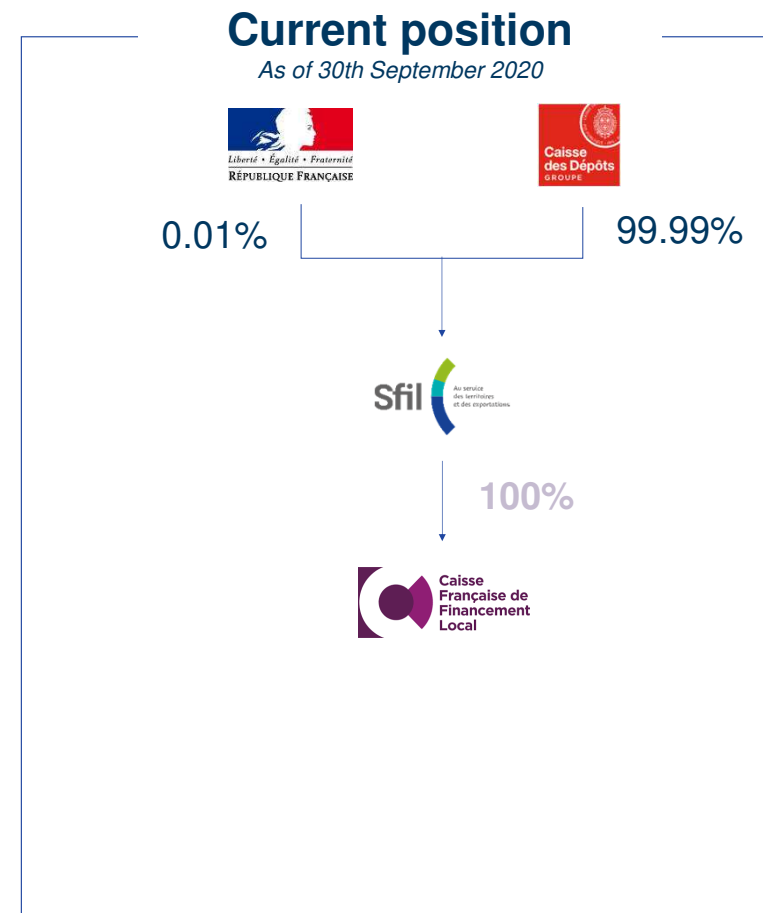 Current position
As of 30th September 2020
Liberté • Égalité • Fraternité
RÉPUBLIQUE FRANÇAISE
Caisse
des Dépôts
GROUPE
0.01%
99.99%
Sfil
Au service
des territoires
et des exportations
100%
Caisse
Française de
Financement
Local